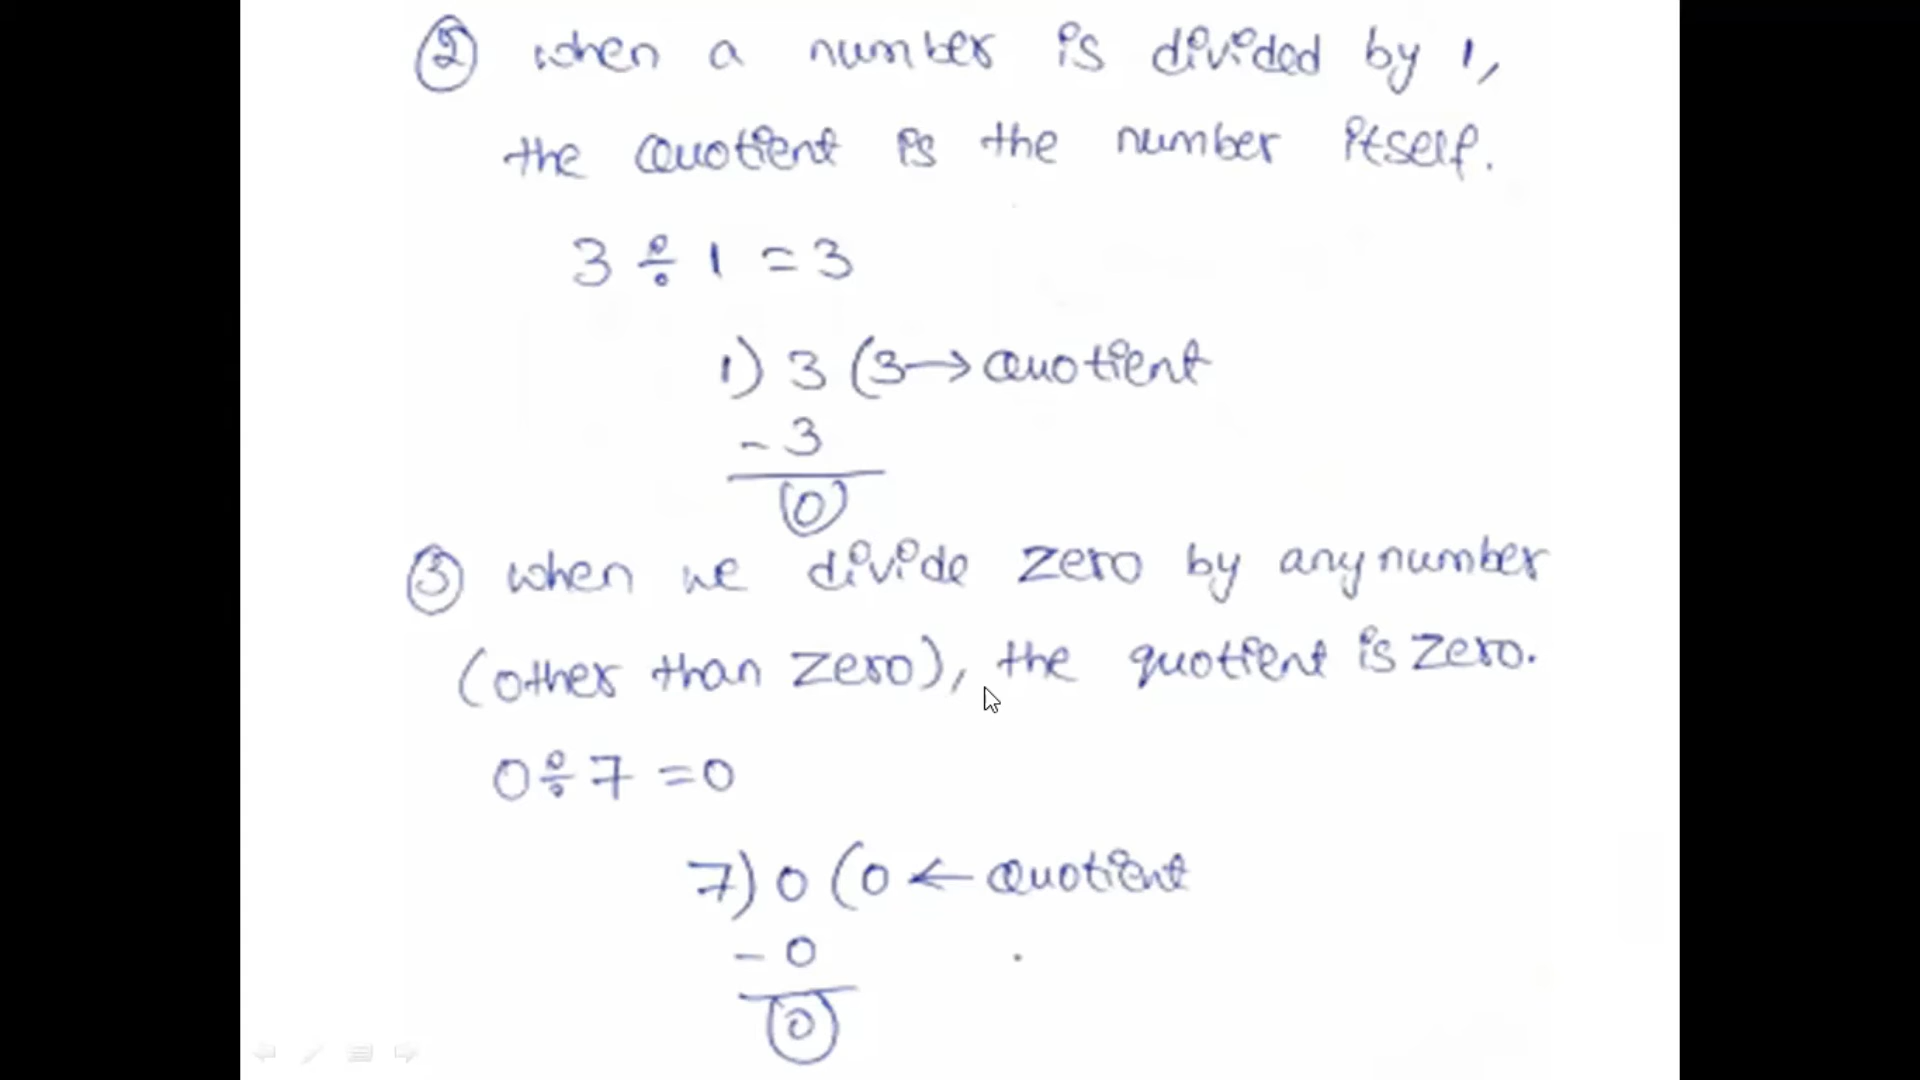 ② when a number is divided by 1,
the Quotient is the number itself.
3 ÷ 1 = 3
1) 3 (3 → Quotient
- 3
(0)
③ when we divide zero by any number
(other than zero), the quotient is zero.
0 ÷ 7 = 0
7) 0 (0 ← Quotient
- 0
0